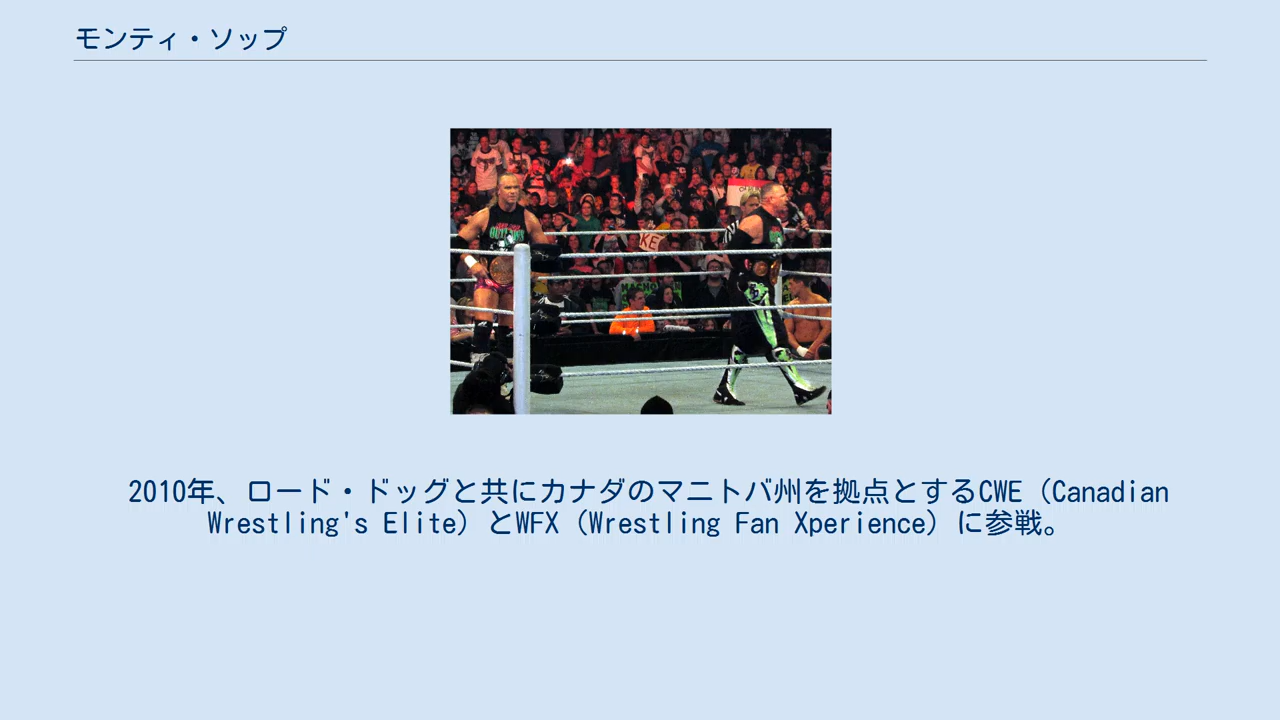 モンティ・ソップ
KE
2010年、ロード・ドッグと共にカナダのマニトバ州を拠点とするCWE（Canadian
Wrestling's Elite）とWFX（Wrestling Fan Xperience）に参戦。